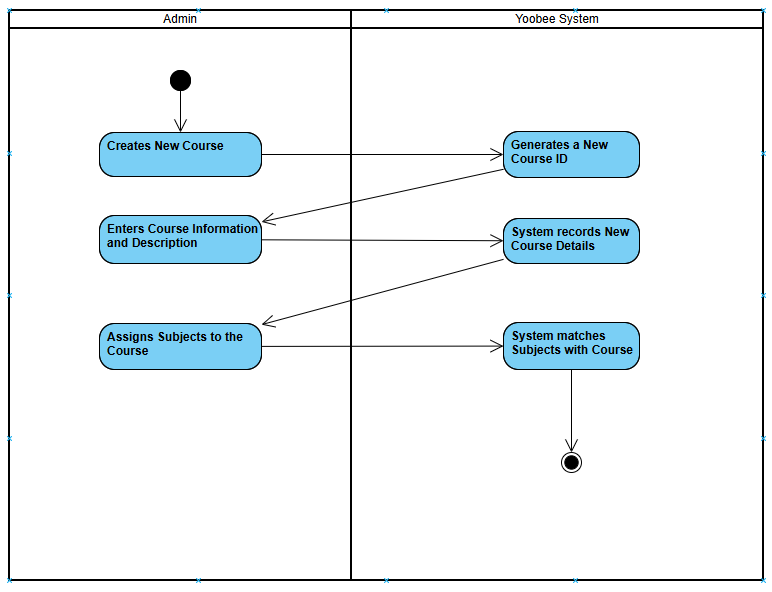 Admin
Yoobee System
Creates New Course
Generates a New
Course ID
Enters Course Information
and Description
System records New
Course Details
Assigns Subjects to the
Course
System matches
Subjects with Course